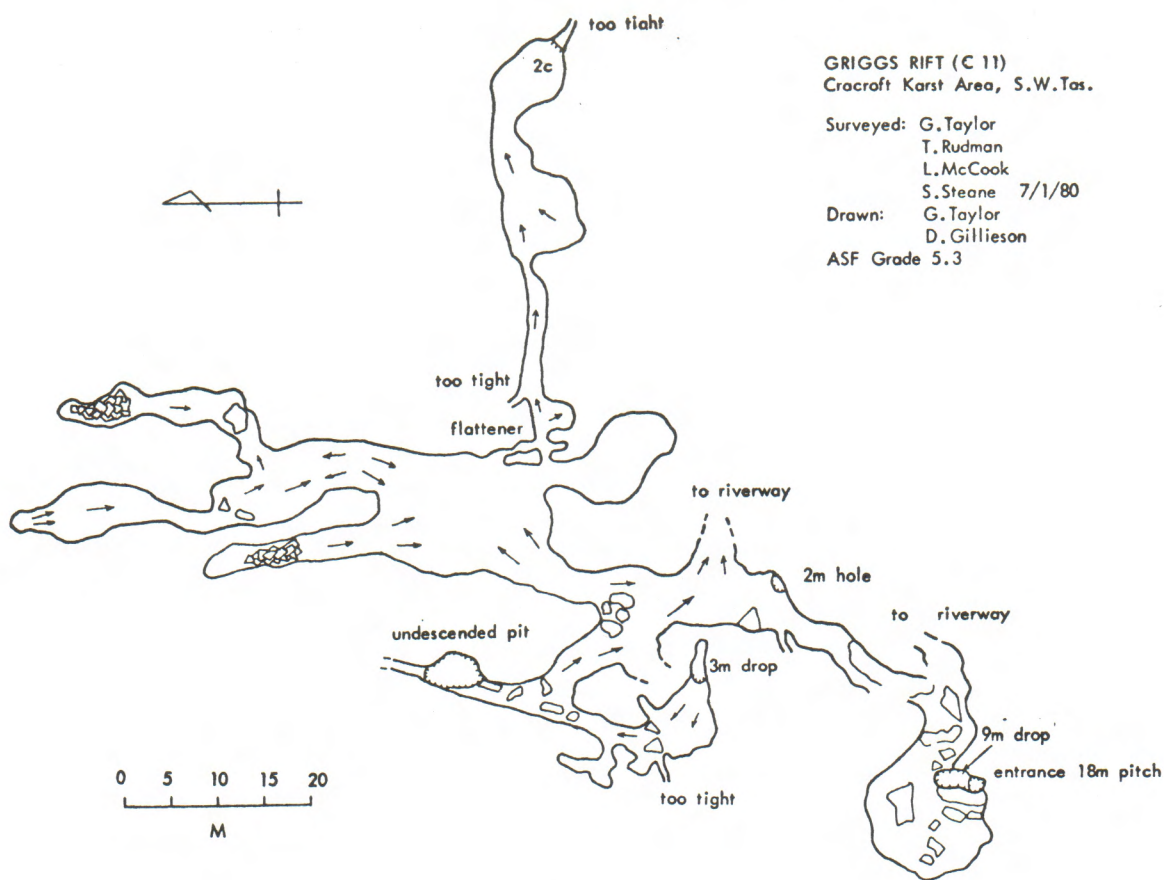 too tiaht
2c
GRIGGS RIFT (C 11)
Cracroft Karst Area, S.W.Tas.
Surveyed: G.Taylor
T.Rudman
L.McCook
S.Steane 7/1/80
Drawn: G.Taylor
D.Gillieson
ASF Grade 5.3
too tight
flattener
to riverway
2m hole
to riverway
undescended pit
3m drop
9m drop
entrance 18m pitch
too tight
0 5 10 15 20
M